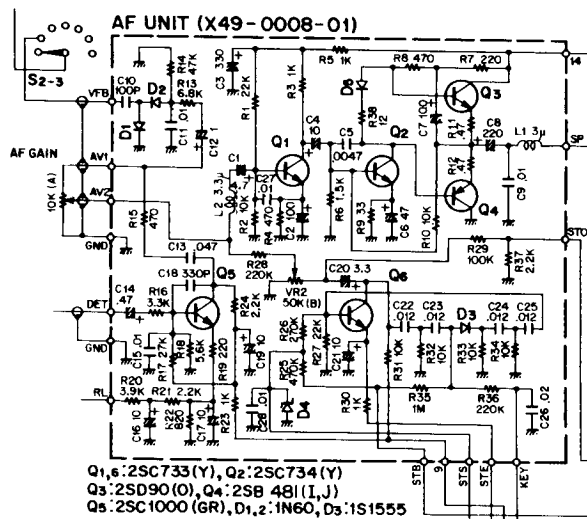 AF UNIT (X49-0008-01)
S2-3
VFB
C10
100P
D2
D1
R14
47K
R13
6.8K
C11 .01
C12 1
C3 330
R1 22K
R3 1K
R5 1K
R8 470
R7 220
14
D6
R38
12
C7 100
Q3
R11
.47
R12
.47
Q4
C8
220
L1 3μ
SP
C9 .01
AF GAIN
10K (A)
AV1
AV2
GND
R15
470
C1
4.7
L2 3.3μ
Q1
C27
.01
R2 10K
R4 470
C2 100
C4
10
C5
.0047
R6 1.5K
Q2
R9 33
C6 47
R10 10K
STO
R29
100K
R37
2.2K
C13 .047
C18 330P
R28
220K
VR2
50K(B)
C20 3.3
Q6
Q5
DET
C14
.47
R16
3.3K
GND
C15 .01
R17 27K
R18
5.6K
R19 220
R24
2.2K
C19 10
R26
270K
R25
470K
R27 22K
C21 10
R31 10K
C22
.012
C23
.012
R32
10K
D3
R33
10K
C24
.012
R34
10K
C25
.012
RL
R20
3.9K
R21 2.2K
C16 10
R22
820
C17 10
R23 1K
C28 .01
D4
R30
1K
R35
1M
R36
220K
C26 .02
STB
9
STS
STE
KEY
Q1,6:2SC733(Y), Q2:2SC734(Y)
Q3:2SD90(O), Q4:2SB 481(I,J)
Q5:2SC1000(GR), D1,2:1N60, D3:1S1555